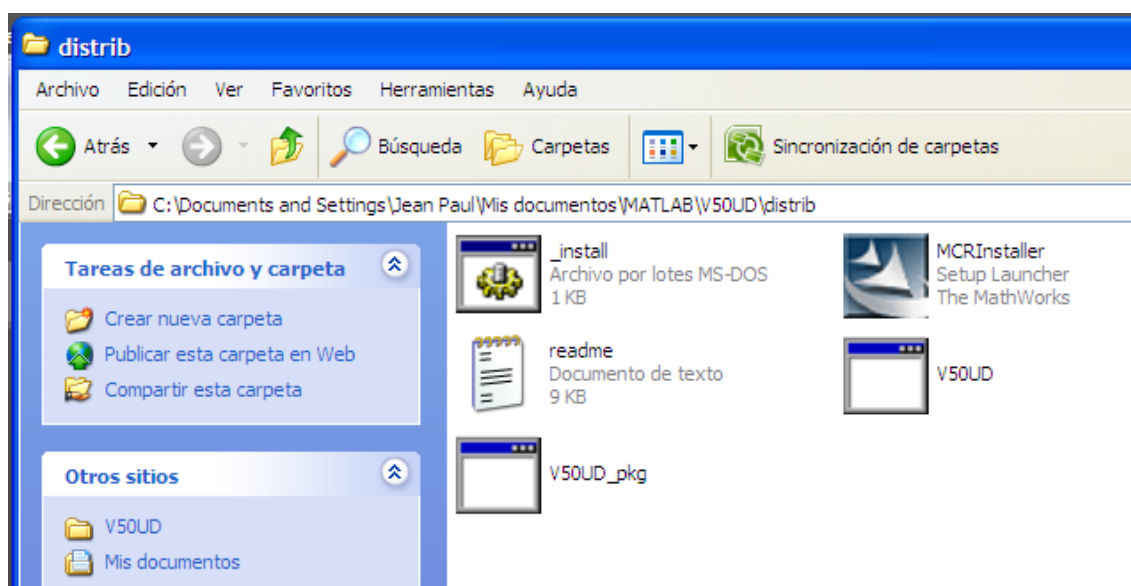 distrib
Archivo Edición Ver Favoritos Herramientas Ayuda
Atrás Búsqueda Carpetas Sincronización de carpetas
Dirección C:\Documents and Settings\Jean Paul\Mis documentos\MATLAB\V50UD\distrib
Tareas de archivo y carpeta
Crear nueva carpeta
Publicar esta carpeta en Web
Compartir esta carpeta
Otros sitios
V50UD
Mis documentos
_install
Archivo por lotes MS-DOS
1 KB
MCRInstaller
Setup Launcher
The MathWorks
readme
Documento de texto
9 KB
V50UD
V50UD_pkg